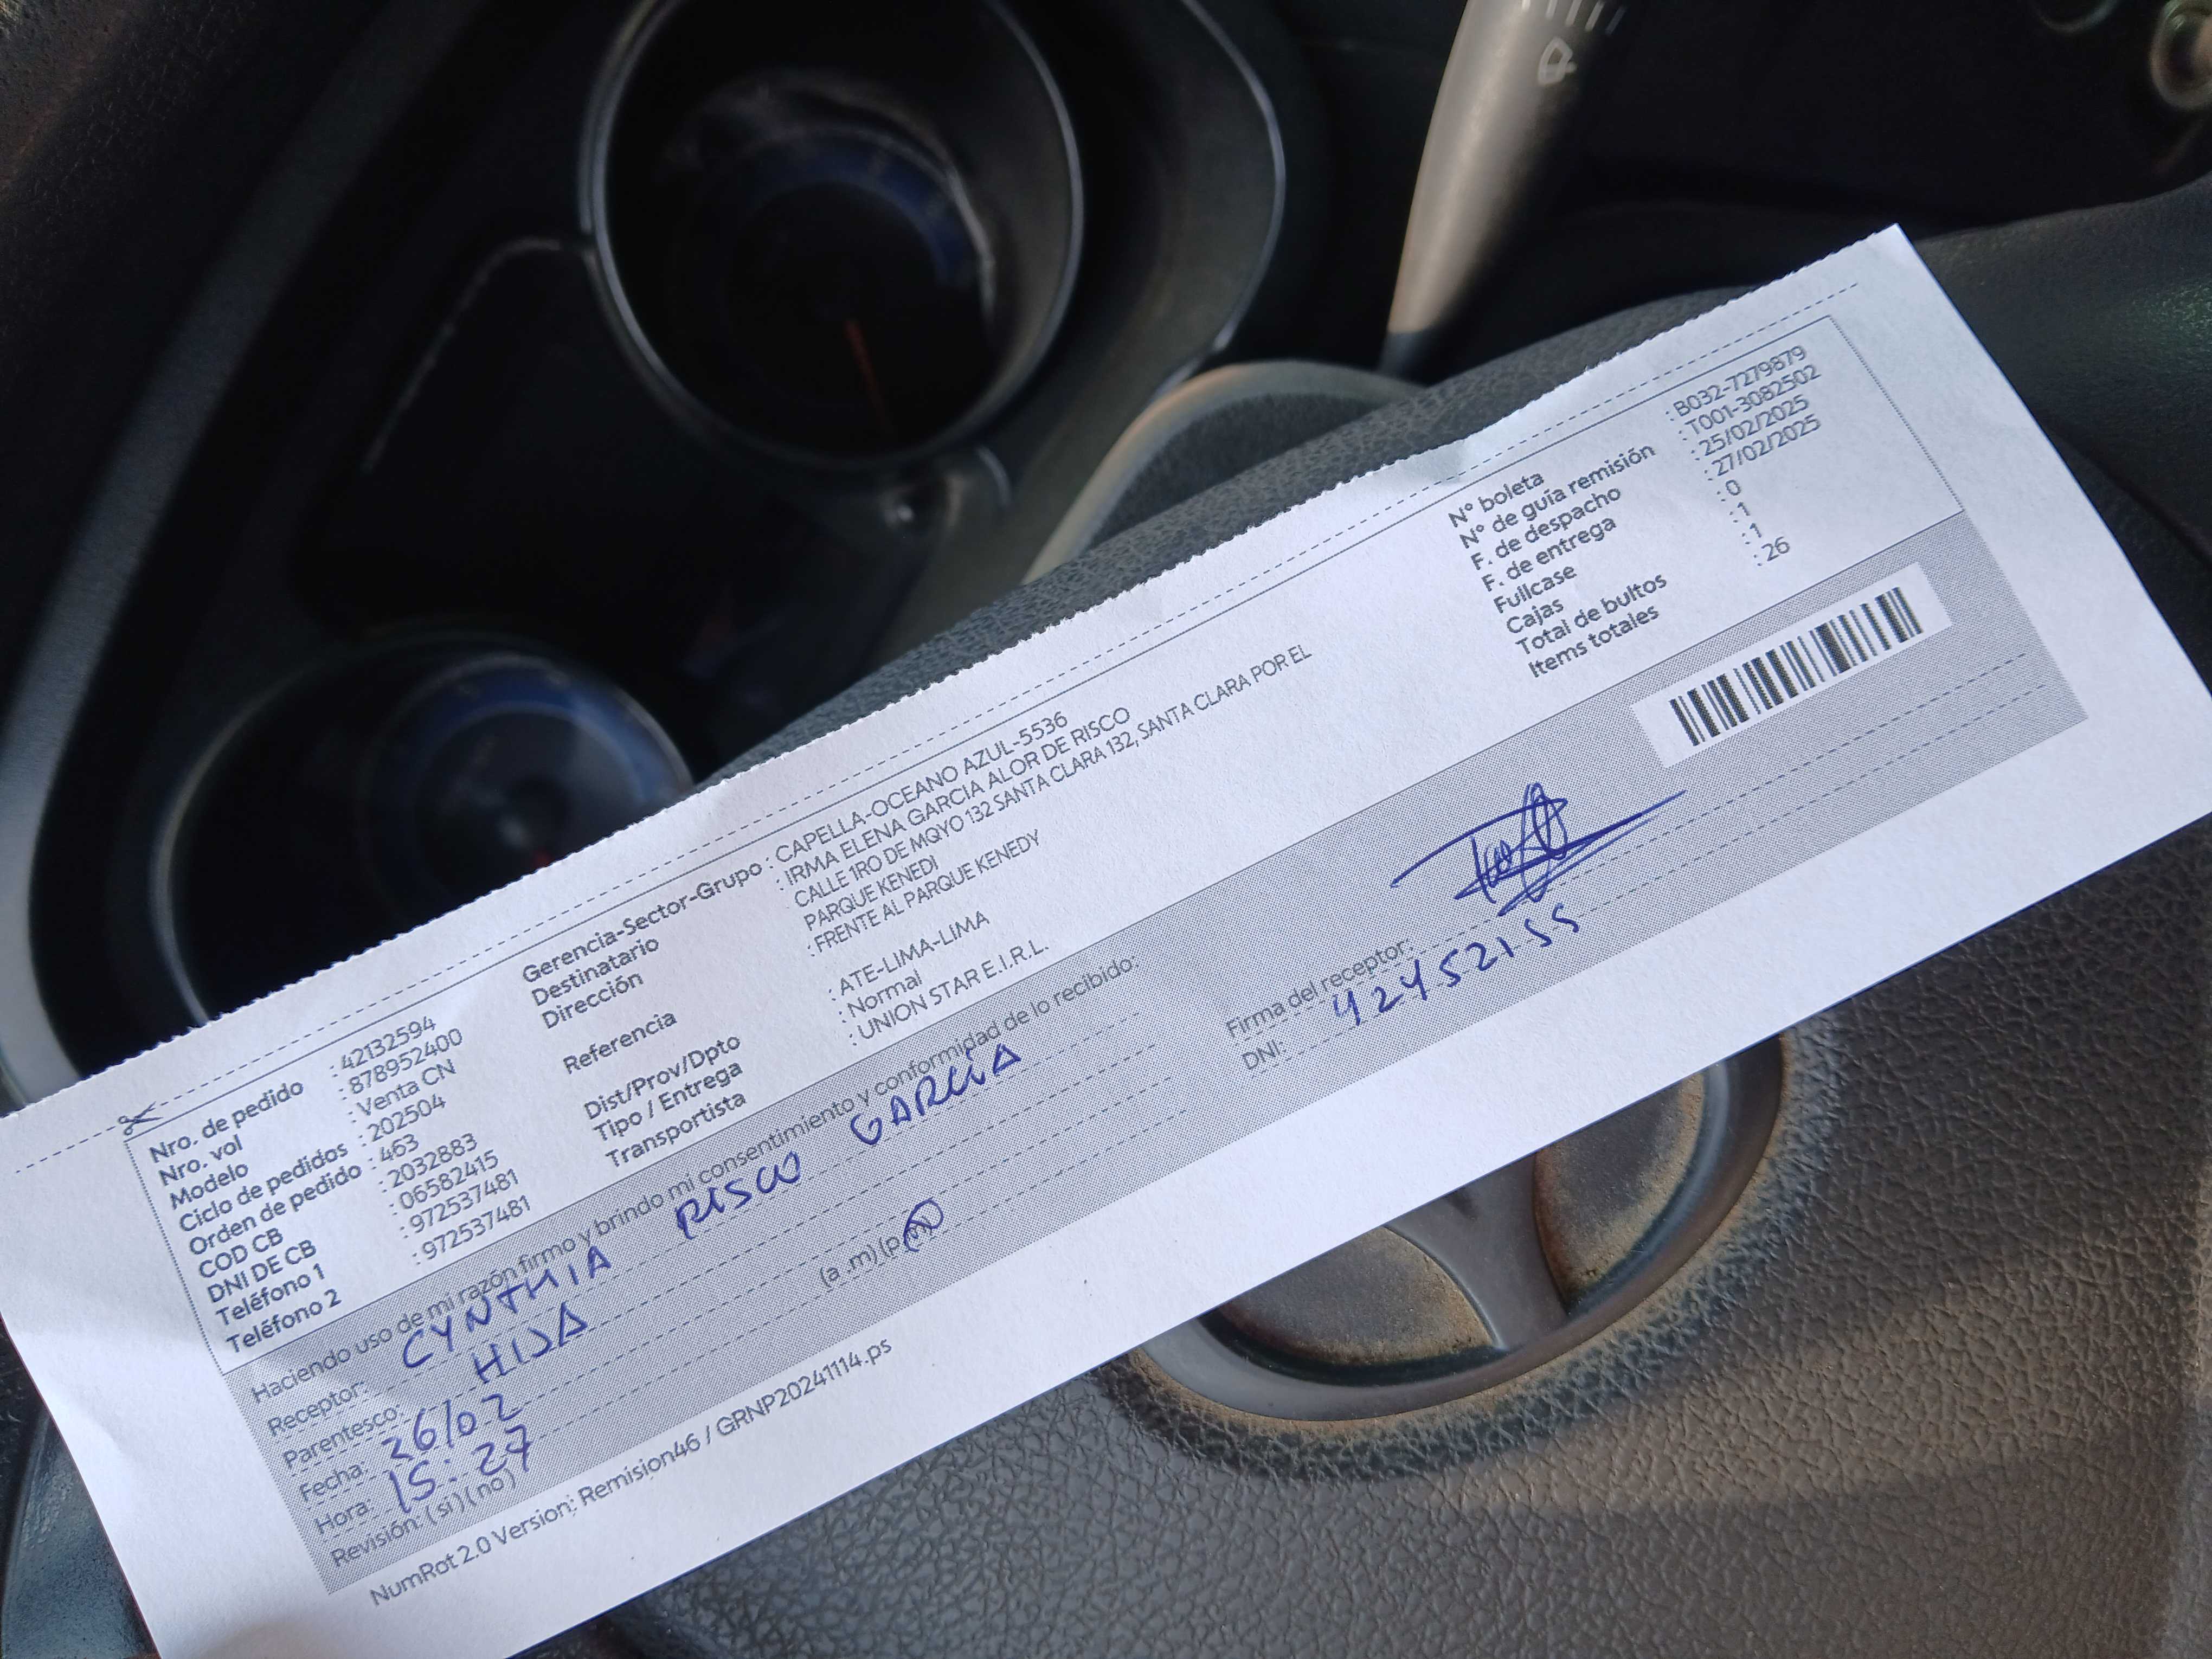 Nro. de pedido : 42132594
Nro. vol : 878952400
Modelo : Venta CN
Ciclo de pedidos : 202504
Orden de pedido : 463
COD CB : 2032883
DNI DE CB : 06582415
Teléfono 1 : 972537481
Teléfono 2 : 972537481
Gerencia-Sector-Grupo : CAPELLA-OCEANO AZUL-5536
Destinatario : IRMA ELENA GARCIA ALOR DE RISCO
Dirección : CALLE 1RO DE MQYO 132 SANTA CLARA 132, SANTA CLARA POR EL
PARQUE KENEDI
Referencia : FRENTE AL PARQUE KENEDY
Dist/Prov/Dpto : ATE-LIMA-LIMA
Tipo / Entrega : Normal
Transportista : UNION STAR E.I.R.L.
N° boleta : B032-7279879
N° de guía remisión : T001-3082502
F. de despacho : 25/02/2025
F. de entrega : 27/02/2025
Fullcase : 0
Cajas : 1
Total de bultos : 1
Items totales : 26
Haciendo uso de mi razón firmo y brindo mi consentimiento y conformidad de lo recibido:
Receptor: CYNTHIA RISCO GARCÍA
Parentesco: HIJA
Fecha: 26/02
Hora: 15:27 (a.m) (p.m)
Revisión: (si) (no)
Firma del receptor:
DNI: 42452155
NumRot 2.0 Version: Remision46 / GRNP20241114.ps